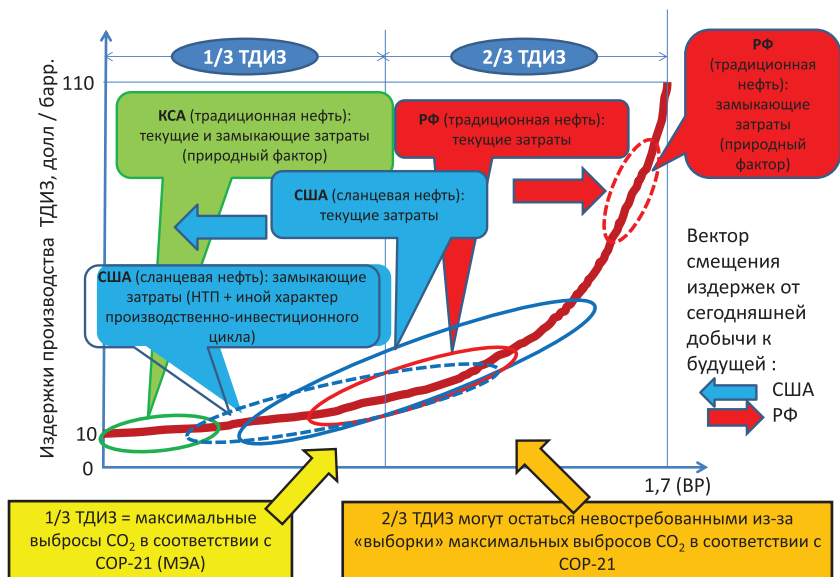 1/3 ТДИЗ
2/3 ТДИЗ
Издержки производства ТДИЗ, долл / барр.
110
10
0
1,7 (ВР)
КСА (традиционная нефть):
текущие и замыкающие затраты
(природный фактор)
РФ (традиционная нефть):
текущие затраты
РФ
(традиционная
нефть):
замыкающие
затраты
(природный
фактор)
США (сланцевая нефть):
текущие затраты
США (сланцевая нефть): замыкающие
затраты (НТП + иной характер
производственно-инвестиционного
цикла)
Вектор
смещения
издержек от
сегодняшней
добычи к
будущей :
США
РФ
1/3 ТДИЗ = максимальные
выбросы CO₂ в соответствии с
COP-21 (МЭА)
2/3 ТДИЗ могут остаться невостребованными из-за
«выборки» максимальных выбросов CO₂ в соответствии с
COP-21